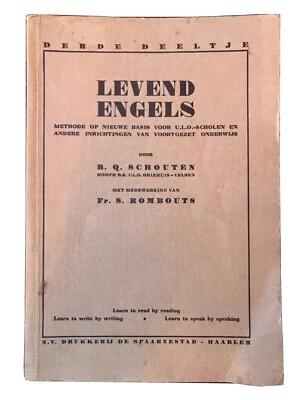 DERDE DEELTJE
LEVEND
ENGELS
METHODE OP NIEUWE BASIS VOOR U.L.O.-SCHOLEN EN
ANDERE INRICHTINGEN VAN VOORTGEZET ONDERWIJS
DOOR
B. Q. SCHOUTEN
HOOFD R.K. U.L.O. DRIEHUIS-VELSEN
MET MEDEWERKING VAN
Fr. S. ROMBOUTS
Learn to read by reading
Learn to write by writing • Learn to speak by speaking
N.V. DRUKKERIJ DE SPAARNESTAD - HAARLEM